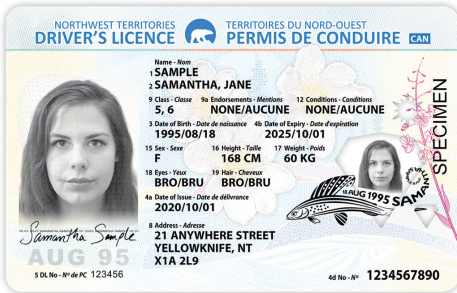 NORTHWEST TERRITORIES TERRITOIRES DU NORD-OUEST
DRIVER'S LICENCE PERMIS DE CONDUIRE CAN
Name - Nom
1 SAMPLE
2 SAMANTHA, JANE
9 Class - Classe 9a Endorsements - Mentions 12 Conditions - Conditions
5, 6 NONE/AUCUNE NONE/AUCUNE
3 Date of Birth - Date de naissance 4b Date of Expiry - Date d'expiration
1995/08/18 2025/10/01
15 Sex - Sexe 16 Height - Taille 17 Weight - Poids
F 168 CM 60 KG
18 Eyes - Yeux 19 Hair - Cheveux
BRO/BRU BRO/BRU
4a Date of Issue - Date de délivrance
2020/10/01
8 Address - Adresse
21 ANYWHERE STREET
YELLOWKNIFE, NT
X1A 2L9
Samantha Sample
AUG 95
5 DL No - Nº de PC 123456
SPECIMEN
18 AUG 1995 SAMA
4d No - Nº 1234567890